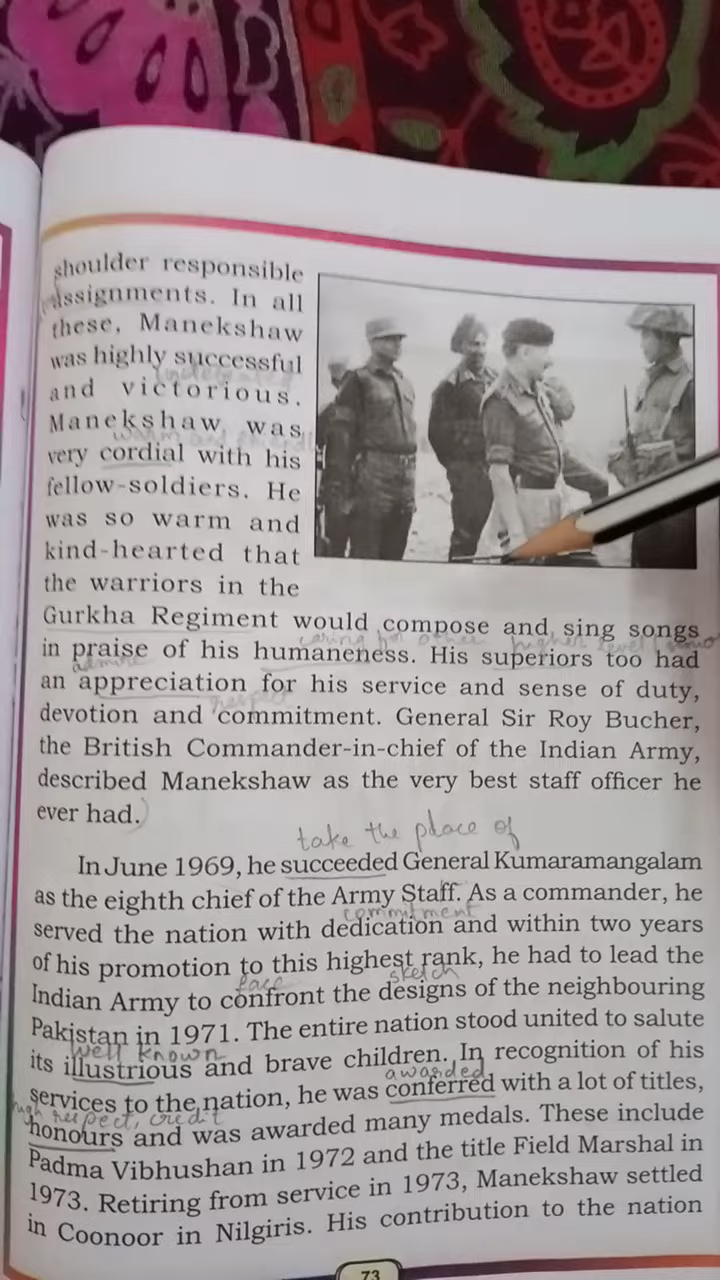 shoulder responsible
assignments. In all
these, Manekshaw
was highly successful
and victorious.
Manekshaw was
very cordial with his
fellow-soldiers. He
was so warm and
kind-hearted that
the warriors in the
Gurkha Regiment would compose and sing songs
caring for other higher level
in praise of his humaneness. His superiors too had
admire
an appreciation for his service and sense of duty,
respect
devotion and commitment. General Sir Roy Bucher,
the British Commander-in-chief of the Indian Army,
described Manekshaw as the very best staff officer he
ever had.
take the place of
In June 1969, he succeeded General Kumaramangalam
as the eighth chief of the Army Staff. As a commander, he
commitment
served the nation with dedication and within two years
of his promotion to this highest rank, he had to lead the
face sketch
Indian Army to confront the designs of the neighbouring
Pakistan in 1971. The entire nation stood united to salute
well known
its illustrious and brave children. In recognition of his
awarded
services to the nation, he was conferred with a lot of titles,
high respect, credit
honours and was awarded many medals. These include
Padma Vibhushan in 1972 and the title Field Marshal in
1973. Retiring from service in 1973, Manekshaw settled
in Coonoor in Nilgiris. His contribution to the nation
73